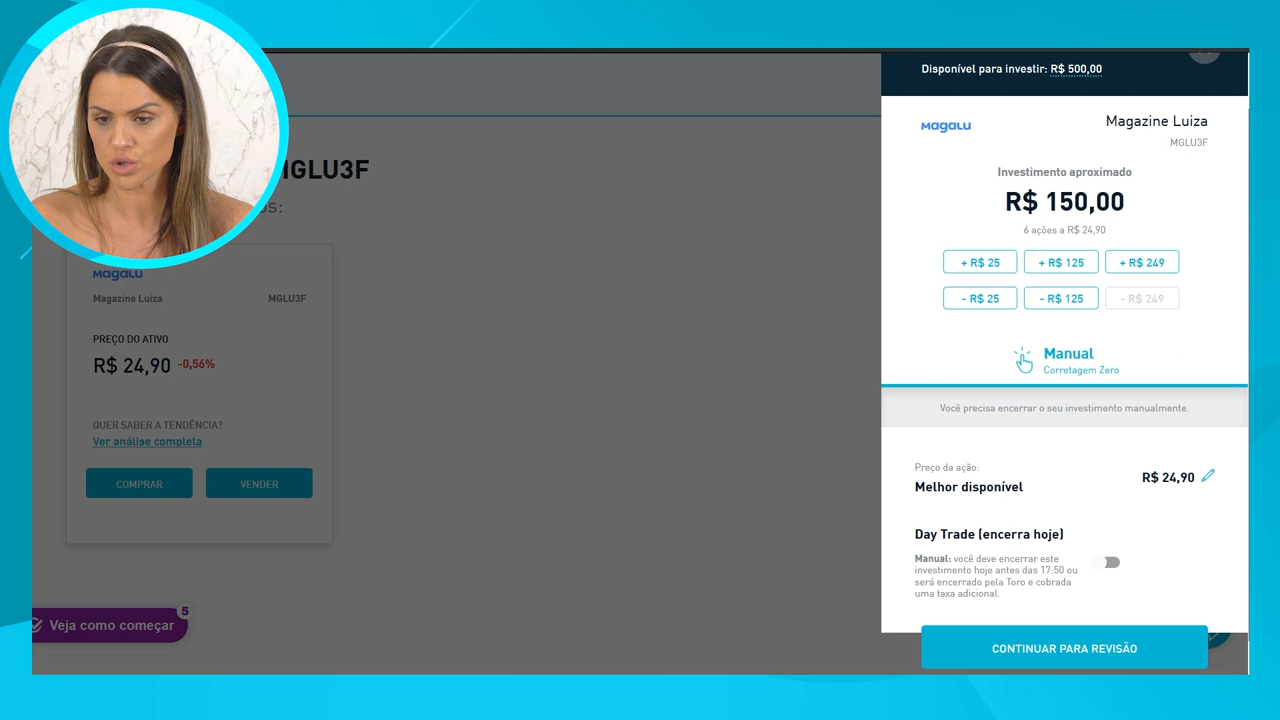 Disponível para investir: R$ 500,00
MGLU3F
OS:
Magalu
Magazine Luiza
MGLU3F
PREÇO DO ATIVO
R$ 24,90 -0,56%
QUER SABER A TENDÊNCIA?
Ver análise completa
COMPRAR
VENDER
5
Veja como começar
Magalu
Magazine Luiza
MGLU3F
Investimento aproximado
R$ 150,00
6 ações a R$ 24,90
+ R$ 25
+ R$ 125
+ R$ 249
- R$ 25
- R$ 125
- R$ 249
Manual
Corretagem Zero
Você precisa encerrar o seu investimento manualmente.
Preço da ação:
Melhor disponível
R$ 24,90
Day Trade (encerra hoje)
Manual: você deve encerrar este
investimento hoje antes das 17:50 ou
será encerrado pela Toro e cobrada
uma taxa adicional.
CONTINUAR PARA REVISÃO